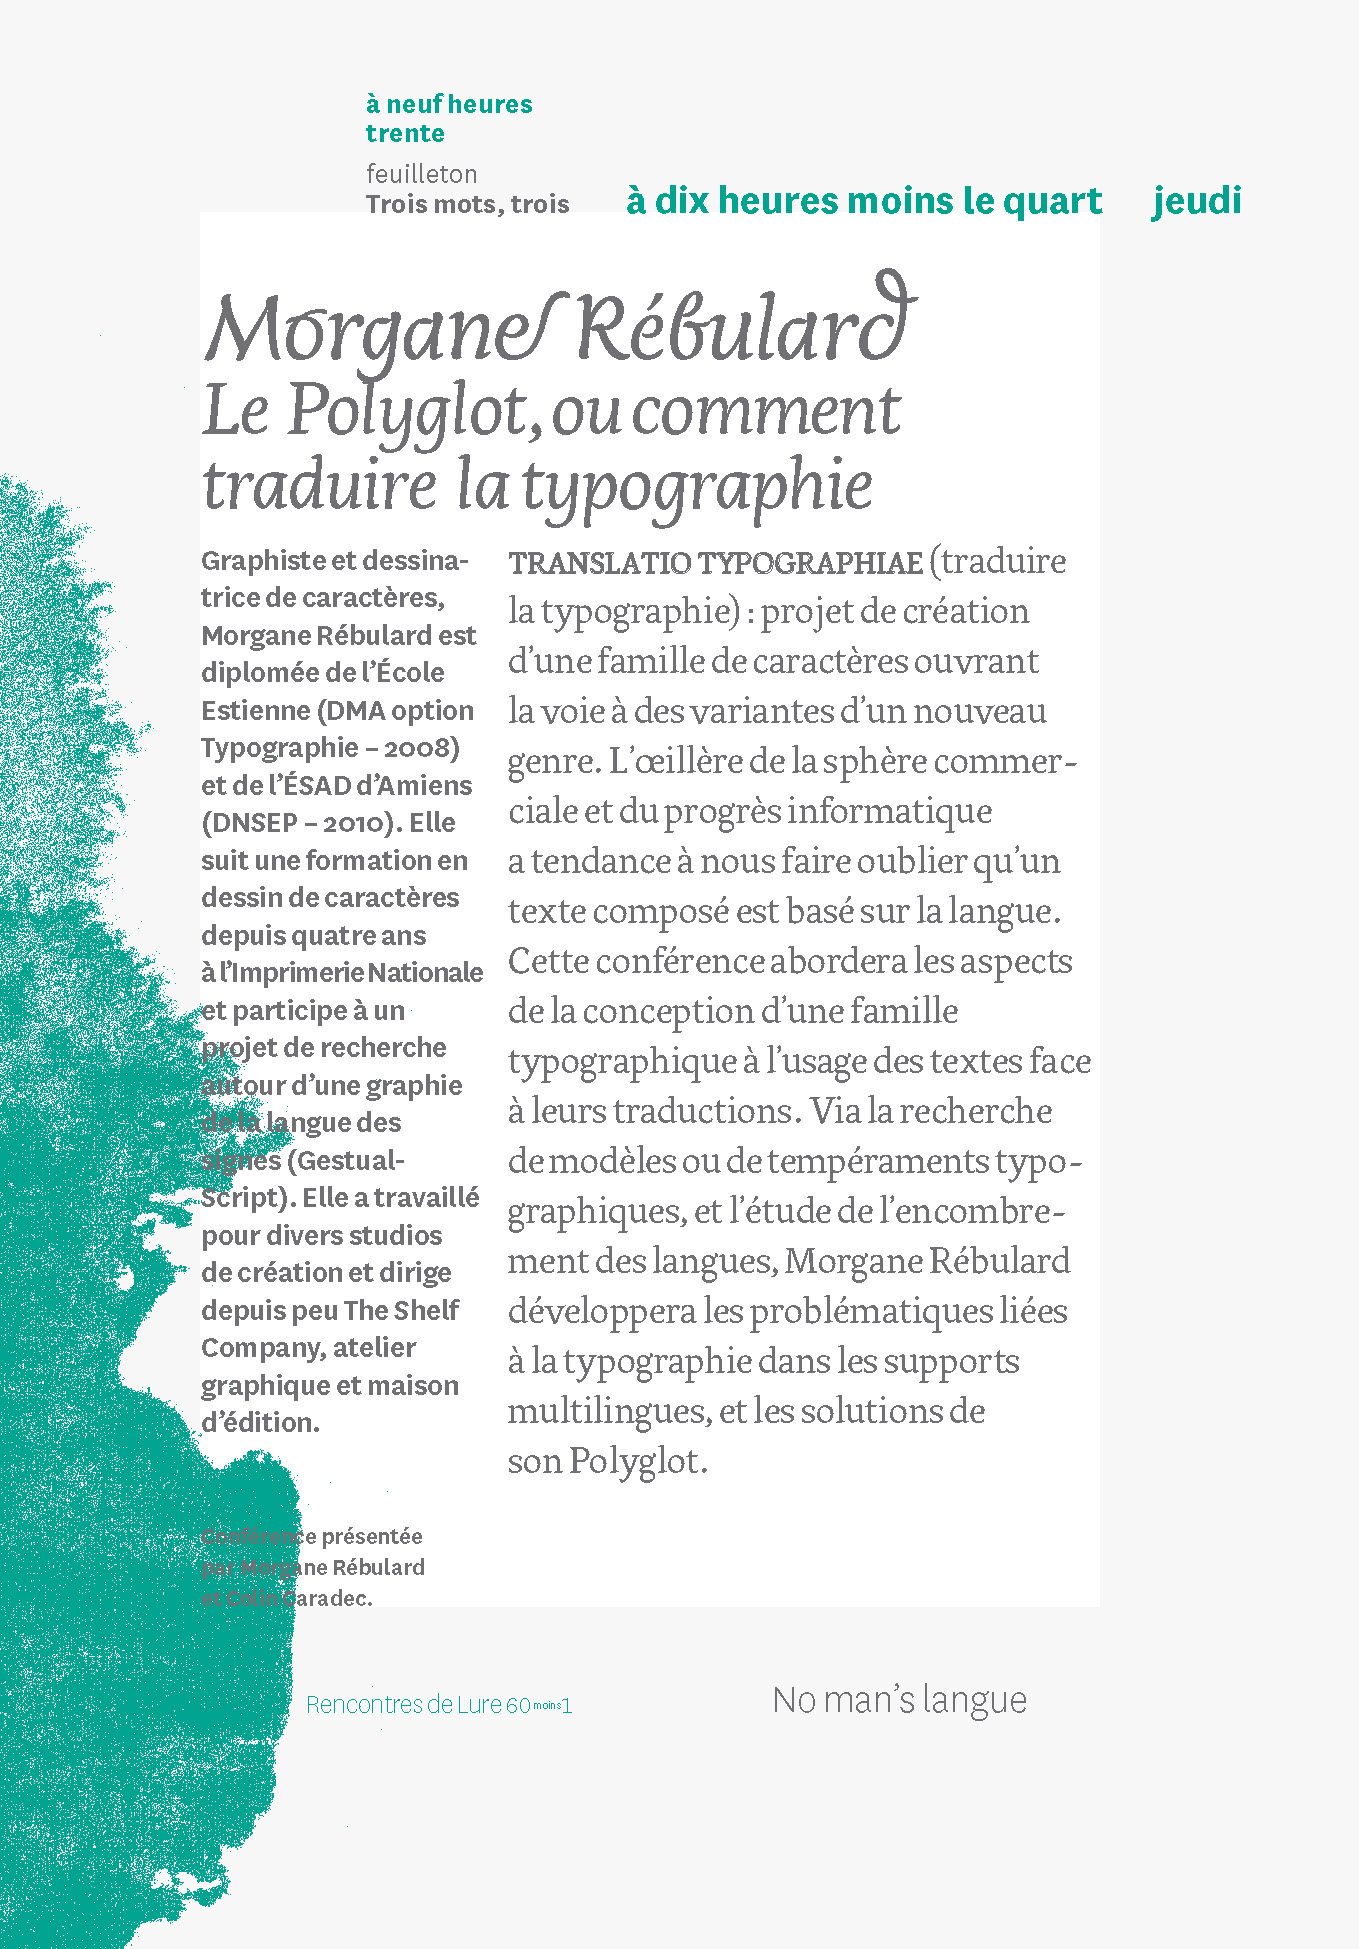 à neuf heures
trente
feuilleton
Trois mots, trois
à dix heures moins le quart
jeudi
Morgane Rébulard
Le Polyglot, ou comment
traduire la typographie
Graphiste et dessina-
trice de caractères,
Morgane Rébulard est
diplomée de l’École
Estienne (DMA option
Typographie – 2008)
et de l’ÉSAD d’Amiens
(DNSEP – 2010). Elle
suit une formation en
dessin de caractères
depuis quatre ans
à l’Imprimerie Nationale
et participe à un
projet de recherche
autour d’une graphie
de la langue des
signes (Gestual-
Script). Elle a travaillé
pour divers studios
de création et dirige
depuis peu The Shelf
Company, atelier
graphique et maison
d’édition.
Conférence présentée
par Morgane Rébulard
et Colin Caradec.
TRANSLATIO TYPOGRAPHIAE (traduire
la typographie) : projet de création
d’une famille de caractères ouvrant
la voie à des variantes d’un nouveau
genre. L’œillère de la sphère commer-
ciale et du progrès informatique
a tendance à nous faire oublier qu’un
texte composé est basé sur la langue.
Cette conférence abordera les aspects
de la conception d’une famille
typographique à l’usage des textes face
à leurs traductions. Via la recherche
de modèles ou de tempéraments typo-
graphiques, et l’étude de l’encombre-
ment des langues, Morgane Rébulard
développera les problématiques liées
à la typographie dans les supports
multilingues, et les solutions de
son Polyglot.
Rencontres de Lure 60 moins 1
No man’s langue